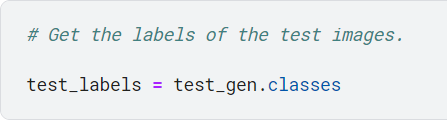 # Get the labels of the test images.
test_labels = test_gen.classes